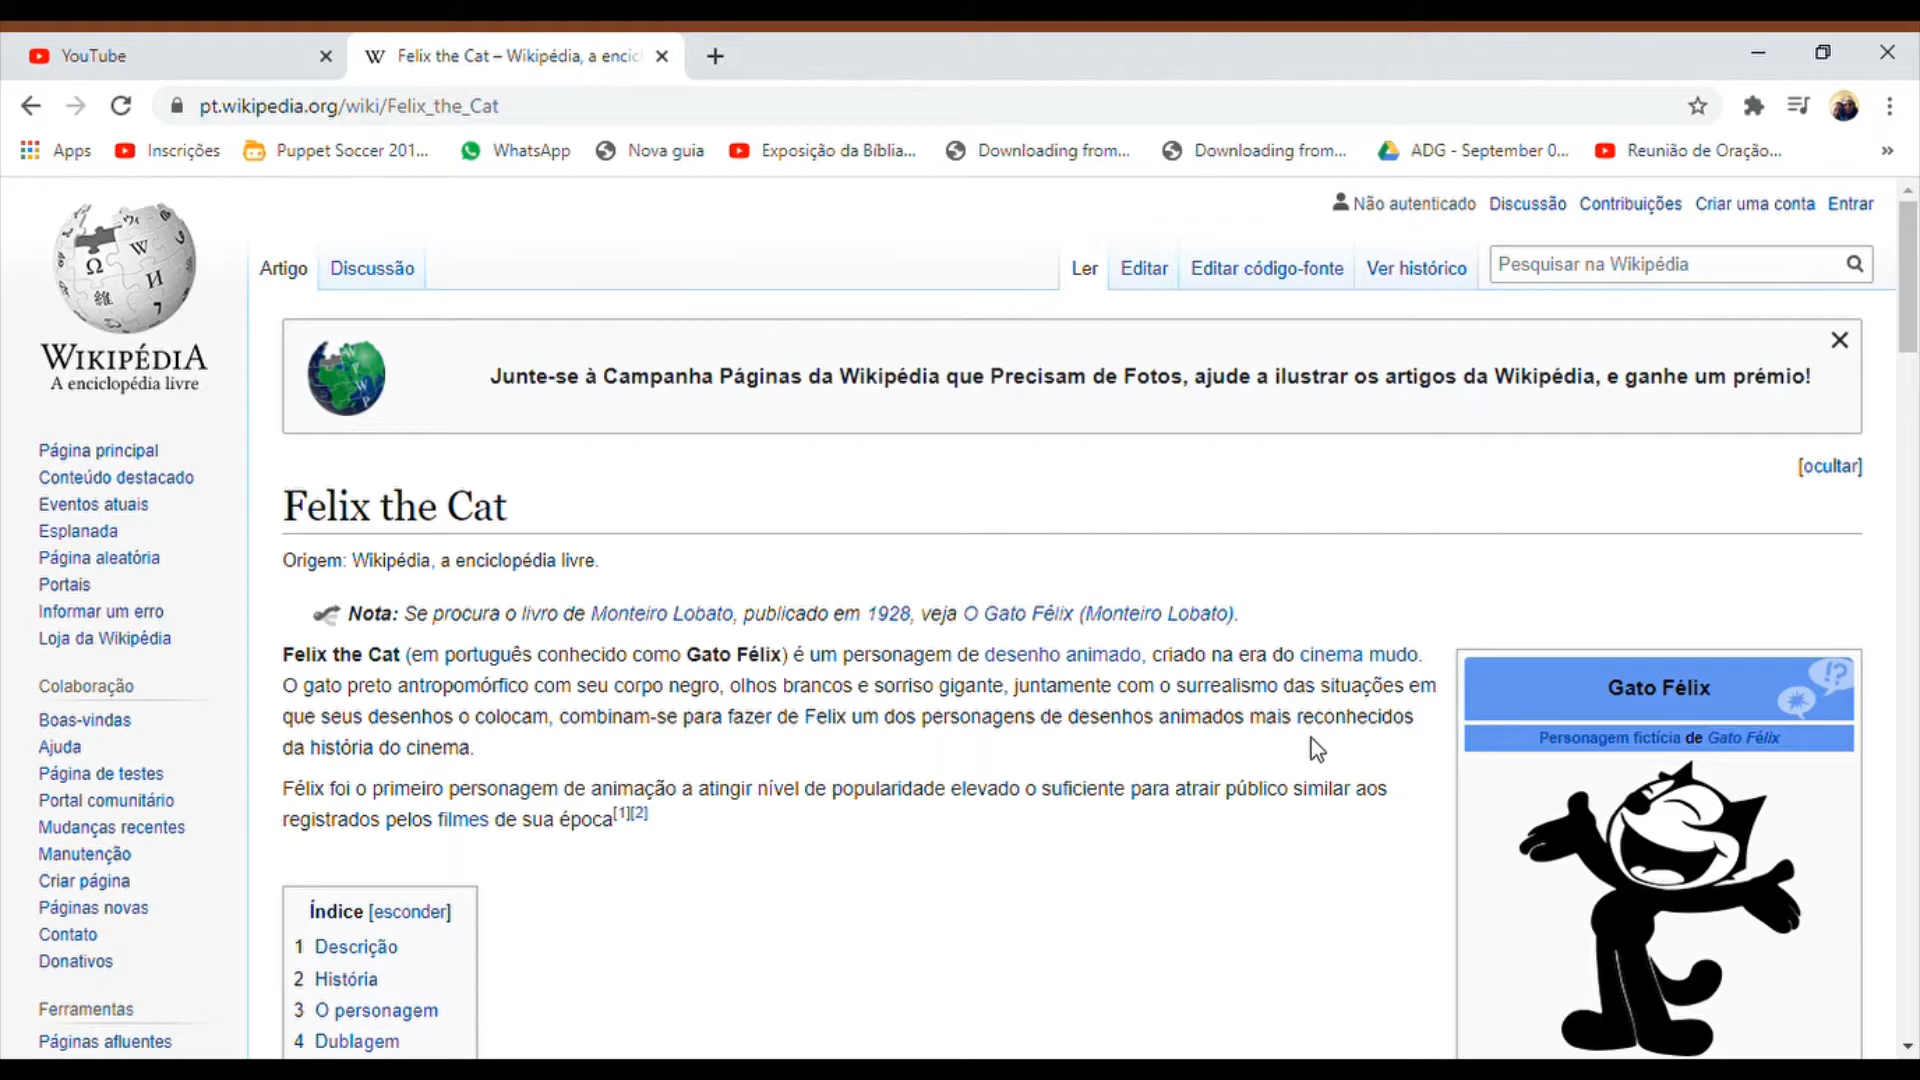 YouTube
Felix the Cat – Wikipédia, a encic
pt.wikipedia.org/wiki/Felix_the_Cat
Apps
Inscrições
Puppet Soccer 201...
WhatsApp
Nova guia
Exposição da Bíblia...
Downloading from...
Downloading from...
ADG - September 0...
Reunião de Oração...
»
Não autenticado Discussão Contribuições Criar uma conta Entrar
Artigo Discussão
Ler Editar Editar código-fonte Ver histórico
Pesquisar na Wikipédia
WIKIPÉDIA
A enciclopédia livre
Junte-se à Campanha Páginas da Wikipédia que Precisam de Fotos, ajude a ilustrar os artigos da Wikipédia, e ganhe um prémio!
[ocultar]
Página principal
Conteúdo destacado
Eventos atuais
Esplanada
Página aleatória
Portais
Informar um erro
Loja da Wikipédia
Colaboração
Boas-vindas
Ajuda
Página de testes
Portal comunitário
Mudanças recentes
Manutenção
Criar página
Páginas novas
Contato
Donativos
Ferramentas
Páginas afluentes
Felix the Cat
Origem: Wikipédia, a enciclopédia livre.
Nota: Se procura o livro de Monteiro Lobato, publicado em 1928, veja O Gato Félix (Monteiro Lobato).
Felix the Cat (em português conhecido como Gato Félix) é um personagem de desenho animado, criado na era do cinema mudo.
O gato preto antropomórfico com seu corpo negro, olhos brancos e sorriso gigante, juntamente com o surrealismo das situações em
que seus desenhos o colocam, combinam-se para fazer de Felix um dos personagens de desenhos animados mais reconhecidos
da história do cinema.
Félix foi o primeiro personagem de animação a atingir nível de popularidade elevado o suficiente para atrair público similar aos
registrados pelos filmes de sua época[1][2]
Índice [esconder]
1 Descrição
2 História
3 O personagem
4 Dublagem
Gato Félix
!?
Personagem fictícia de Gato Félix